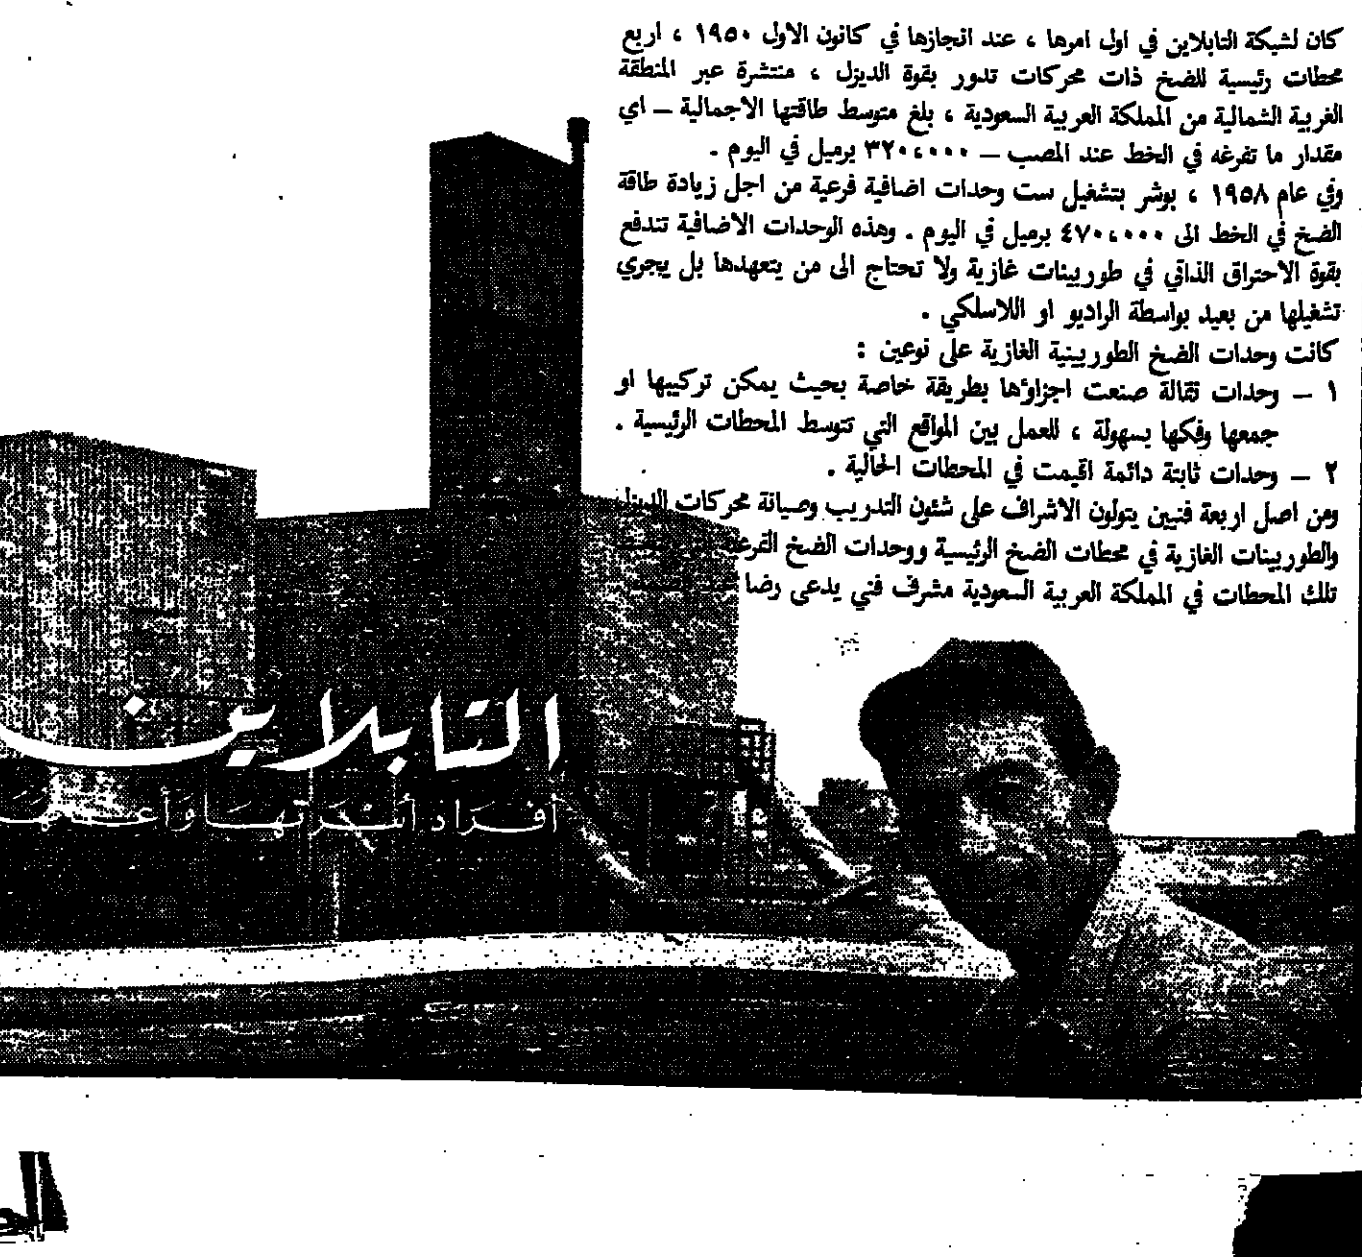 كان لشبكة التابلاين في اول امرها ، عند انجازها في كانون الاول ١٩٥٠ ، اربع
محطات رئيسية للضخ ذات محركات تدور بقوة الديزل ، منتشرة عبر المنطقة
الغربية الشمالية من المملكة العربية السعودية ، بلغ متوسط طاقتها الاجمالية – اي
مقدار ما تفرغه في الخط عند المصب – ٣٢٠،٠٠٠ برميل في اليوم .
وفي عام ١٩٥٨ ، بوشر بتشغيل ست وحدات اضافية فرعية من اجل زيادة طاقة
الضخ في الخط الى ٤٧٠،٠٠٠ برميل في اليوم . وهذه الوحدات الاضافية تندفع
بقوة الاحتراق الذاتي في طوربينات غازية ولا تحتاج الى من يتعهدها بل يجري
تشغيلها من بعيد بواسطة الراديو او اللاسلكي .
كانت وحدات الضخ الطوربينية الغازية على نوعين :
١ – وحدات نقالة صنعت اجزاؤها بطريقة خاصة بحيث يمكن تركيبها او
جمعها وفكها بسهولة ، للعمل بين المواقع التي تتوسط المحطات الرئيسية .
٢ – وحدات ثابتة دائمة اقيمت في المحطات الحالية .
ومن اصل اربعة فنيين يتولون الاشراف على شئون التدريب وصيانة محركات الديزل
والطوربينات الغازية في محطات الضخ الرئيسية ووحدات الضخ
تلك المحطات في المملكة العربية السعودية مشرف فني يدعى رضا
التابلاين
أفراد أسرتها وأعمالها